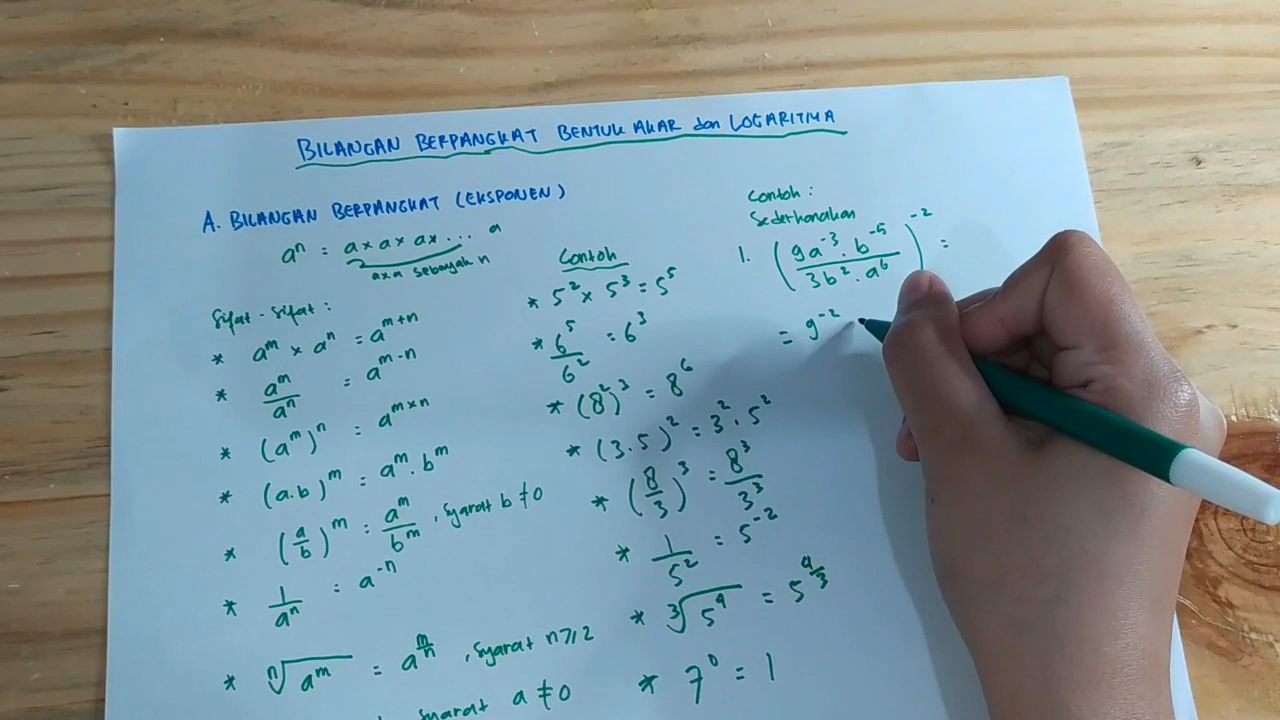 BILANGAN BERPANGKAT BENTUK AKAR dan LOGARITMA
A. BILANGAN BERPANGKAT (EKSPONEN)
aⁿ = a x a x a x ... a
axa sebanyak n
Sifat - Sifat :
* aᵐ x aⁿ = aᵐ⁺ⁿ
* aᵐ/aⁿ = aᵐ⁻ⁿ
* (aᵐ)ⁿ = aᵐˣⁿ
* (a.b)ᵐ = aᵐ. bᵐ
* (a/b)ᵐ = aᵐ/bᵐ , Syarat b ≠ 0
* 1/aⁿ = a⁻ⁿ
* ⁿ√aᵐ = a^(m/n) , Syarat n ≥ 2
Syarat a ≠ 0
Contoh
* 5² x 5³ = 5⁵
* 6⁵/6² = 6³
* (8²)³ = 8⁶
* (3.5)² = 3². 5²
* (8/3)³ = 8³/3³
* 1/5² = 5⁻²
* ³√5⁴ = 5^(4/3)
* 7⁰ = 1
Contoh :
Sederhanakan
1. (9a⁻³. b⁻⁵ / 3b². a⁶)⁻² =
= 9⁻²